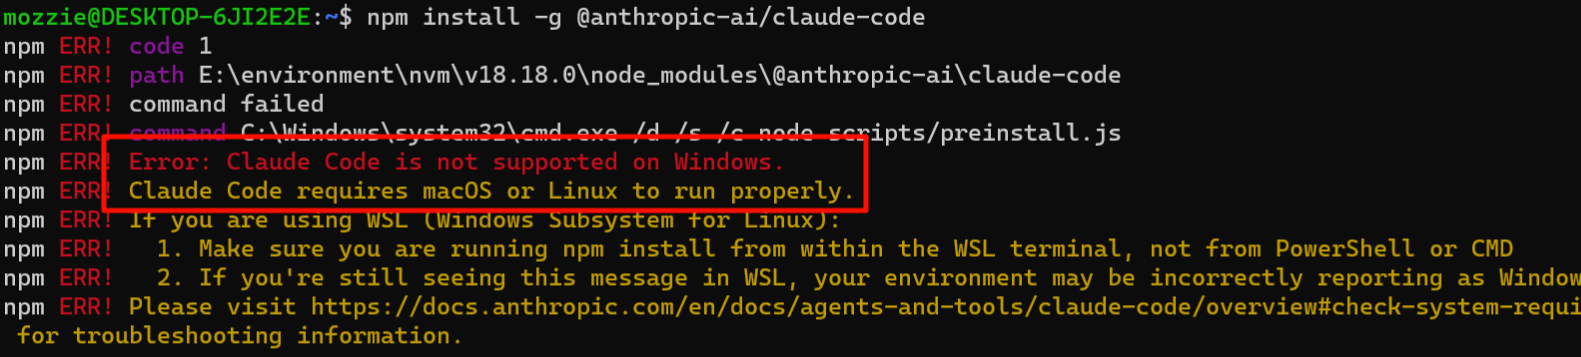 mozzie@DESKTOP-6JI2E2E:~$ npm install -g @anthropic-ai/claude-code
npm ERR! code 1
npm ERR! path E:\environment\nvm\v18.18.0\node_modules\@anthropic-ai\claude-code
npm ERR! command failed
npm ERR! command C:\Windows\system32\cmd.exe /d /s /c node scripts/preinstall.js
npm ERR! Error: Claude Code is not supported on Windows.
npm ERR! Claude Code requires macOS or Linux to run properly.
npm ERR! If you are using WSL (Windows Subsystem for Linux):
npm ERR!   1. Make sure you are running npm install from within the WSL terminal, not from PowerShell or CMD
npm ERR!   2. If you're still seeing this message in WSL, your environment may be incorrectly reporting as Window
npm ERR! Please visit https://docs.anthropic.com/en/docs/agents-and-tools/claude-code/overview#check-system-requi
 for troubleshooting information.